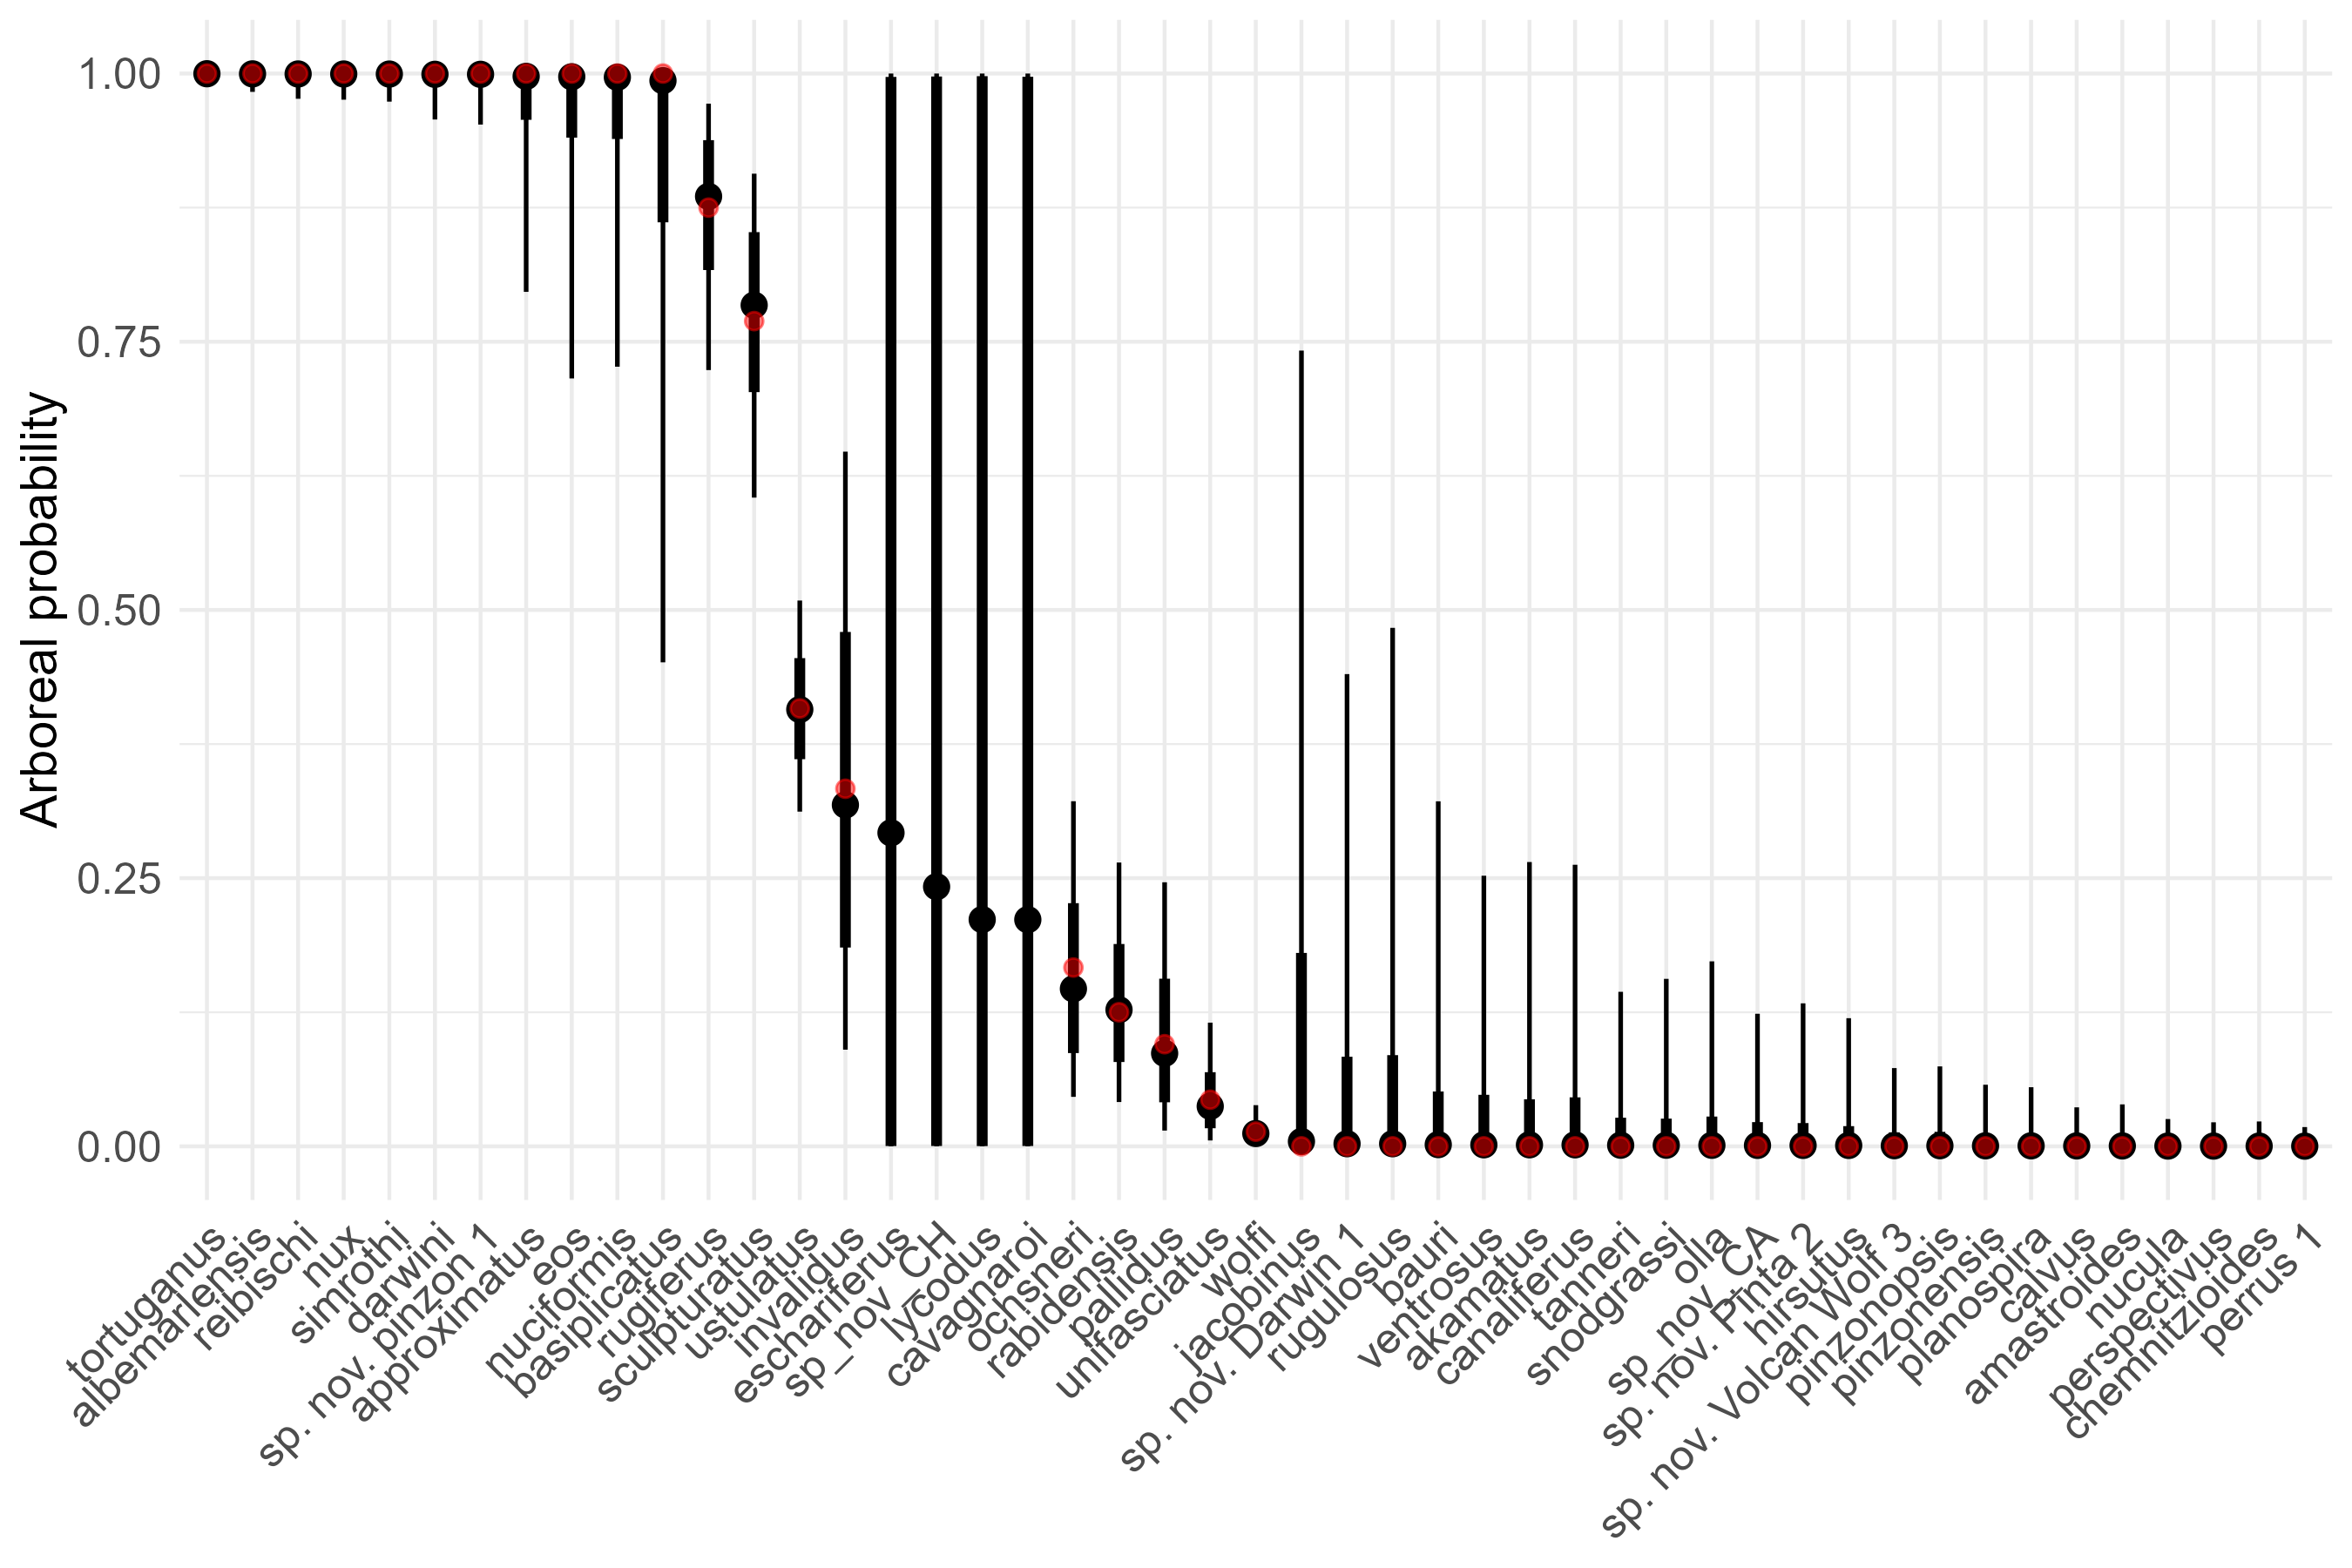 Arboreal probability
1.00
0.75
0.50
0.25
0.00
tortuganus
albemarlensis
reibischi
nux
simrothi
darwini
sp. nov. pinzon 1
approximatus
eos
nuciformis
basiplicatus
rugiferus
sculpturatus
ustulatus
invalidus
eschariferus
sp_nov_CH
lycodus
cavagnaroi
ochsneri
rabidensis
pallidus
unifasciatus
wolfi
jacobinus
sp. nov. Darwin 1
rugulosus
bauri
ventrosus
akamatus
canaliferus
tanneri
snodgrassi
olla
sp_nov_CA
sp. nov. Pinta 2
hirsutus
sp. nov. Volcan Wolf 3
pinzonopsis
pinzonensis
planospira
calvus
amastroides
nucula
perspectivus
chemnitzioides
perrus 1